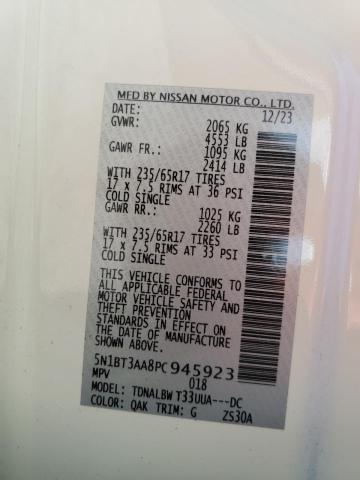 MFD BY NISSAN MOTOR CO., LTD.
DATE: 12/23
GVWR: 2065 KG
4553 LB
GAWR FR.: 1095 KG
2414 LB
WITH 235/65R17 TIRES
17 x 7.5 RIMS AT 36 PSI
COLD SINGLE
GAWR RR.: 1025 KG
2260 LB
WITH 235/65R17 TIRES
17 x 7.5 RIMS AT 33 PSI
COLD SINGLE
THIS VEHICLE CONFORMS TO
ALL APPLICABLE FEDERAL
MOTOR VEHICLE SAFETY AND
THEFT PREVENTION
STANDARDS IN EFFECT ON
THE DATE OF MANUFACTURE
SHOWN ABOVE.
5N1BT3AA8PC945923
MPV 018
MODEL: TDNALBW T33UUA---DC
COLOR: QAK TRIM: G ZS30A